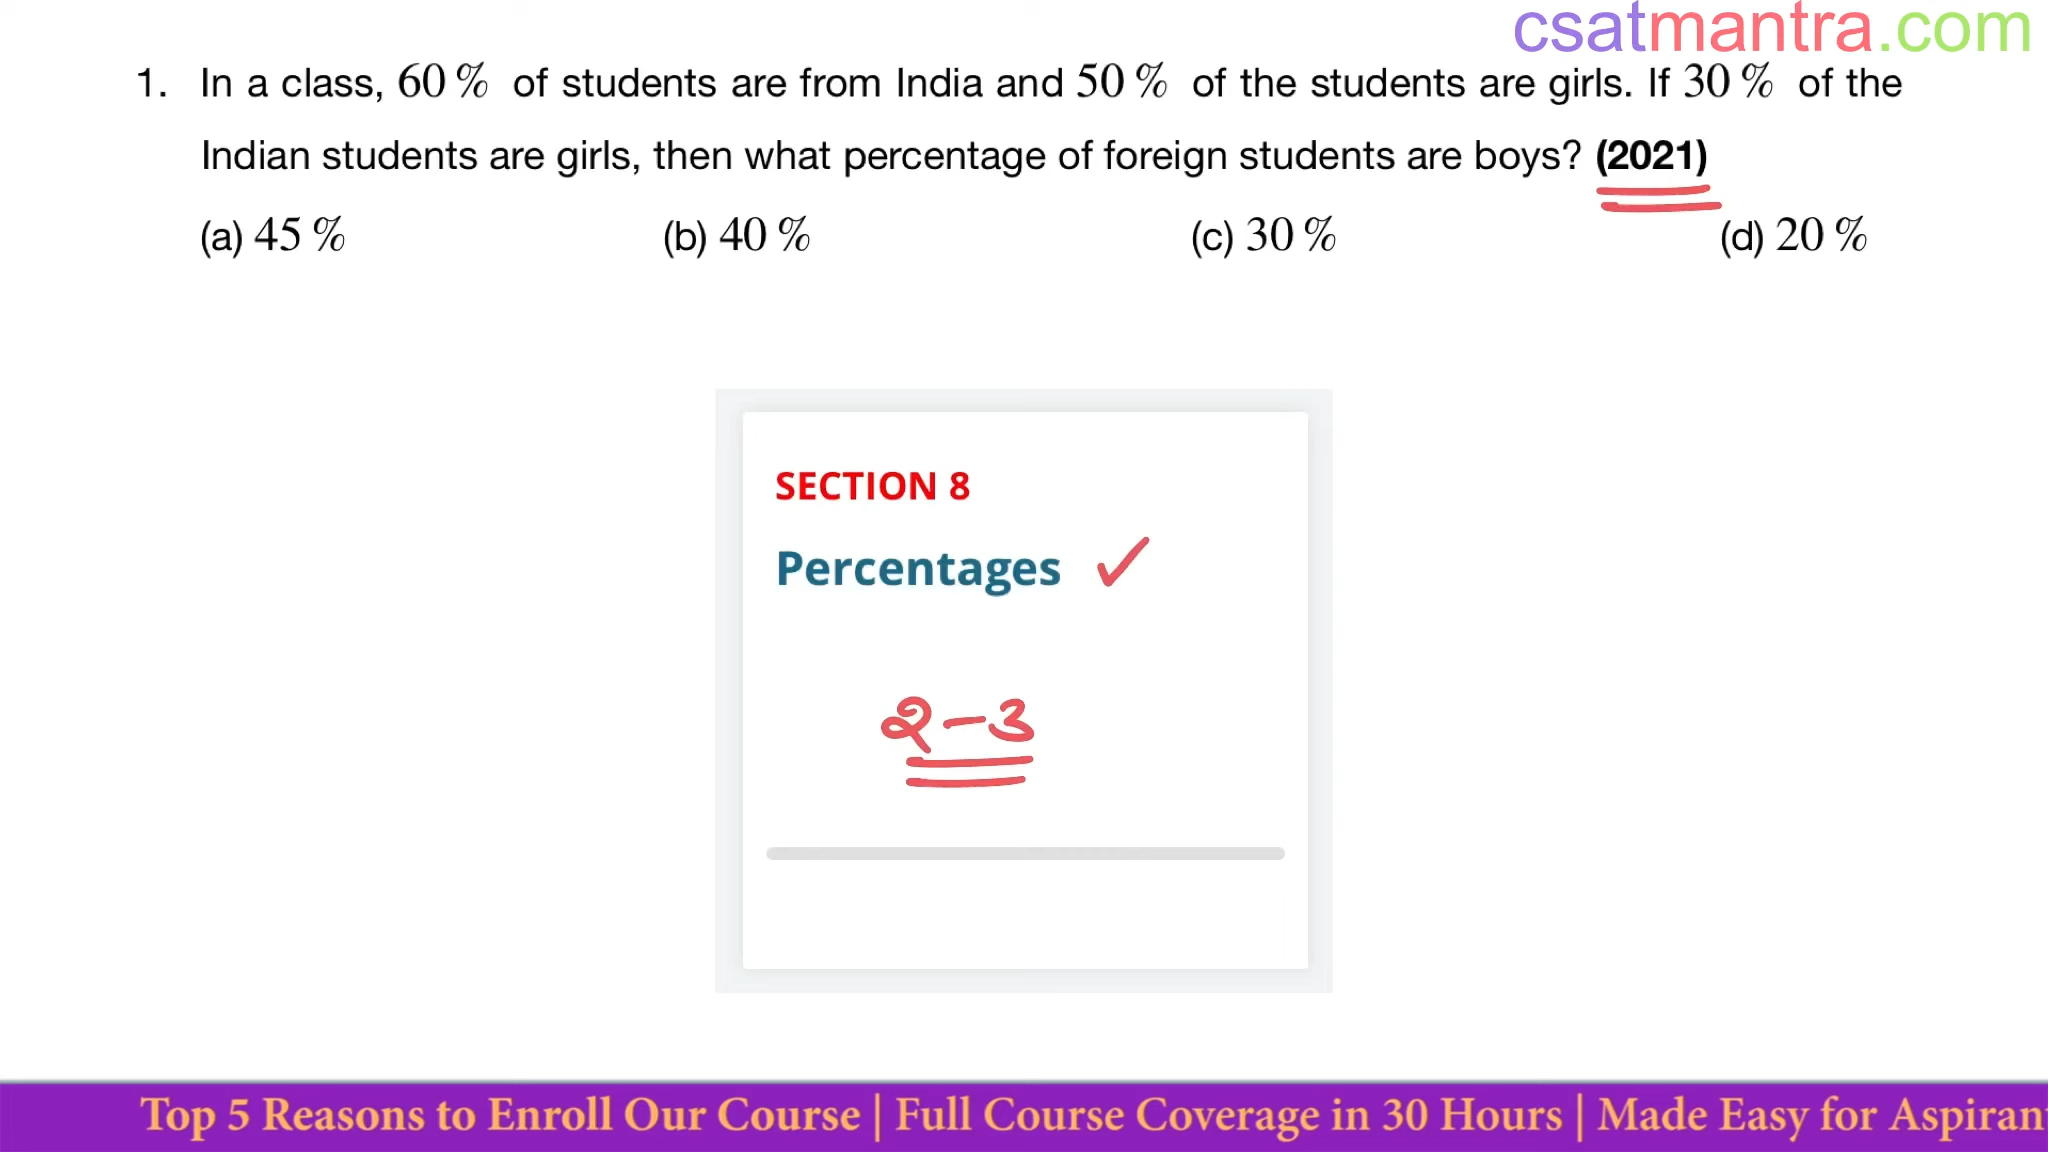 csatmantra.com
1. In a class, 60 % of students are from India and 50 % of the students are girls. If 30 % of the
Indian students are girls, then what percentage of foreign students are boys? (2021)
(a) 45 % (b) 40 % (c) 30 % (d) 20 %
SECTION 8
Percentages ✓
2-3
Top 5 Reasons to Enroll Our Course | Full Course Coverage in 30 Hours | Made Easy for